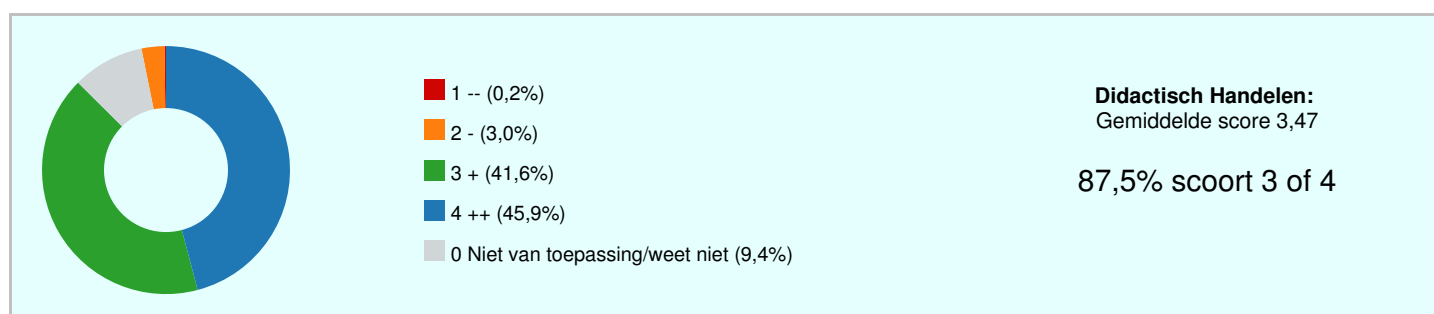 1 -- (0,2%)
2 - (3,0%)
3 + (41,6%)
4 ++ (45,9%)
0 Niet van toepassing/weet niet (9,4%)
Didactisch Handelen:
Gemiddelde score 3,47
87,5% scoort 3 of 4